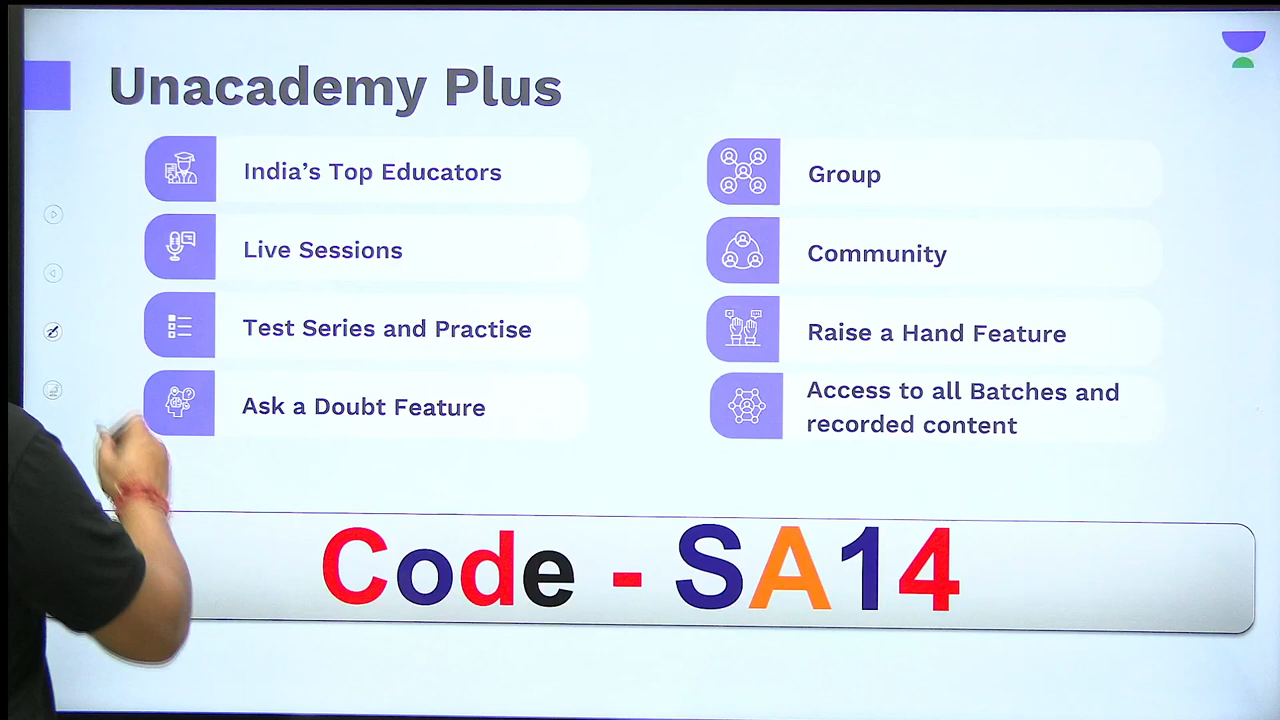 Unacademy Plus
India's Top Educators
Live Sessions
Test Series and Practise
Ask a Doubt Feature
Group
Community
Raise a Hand Feature
Access to all Batches and
recorded content
Code - SA14